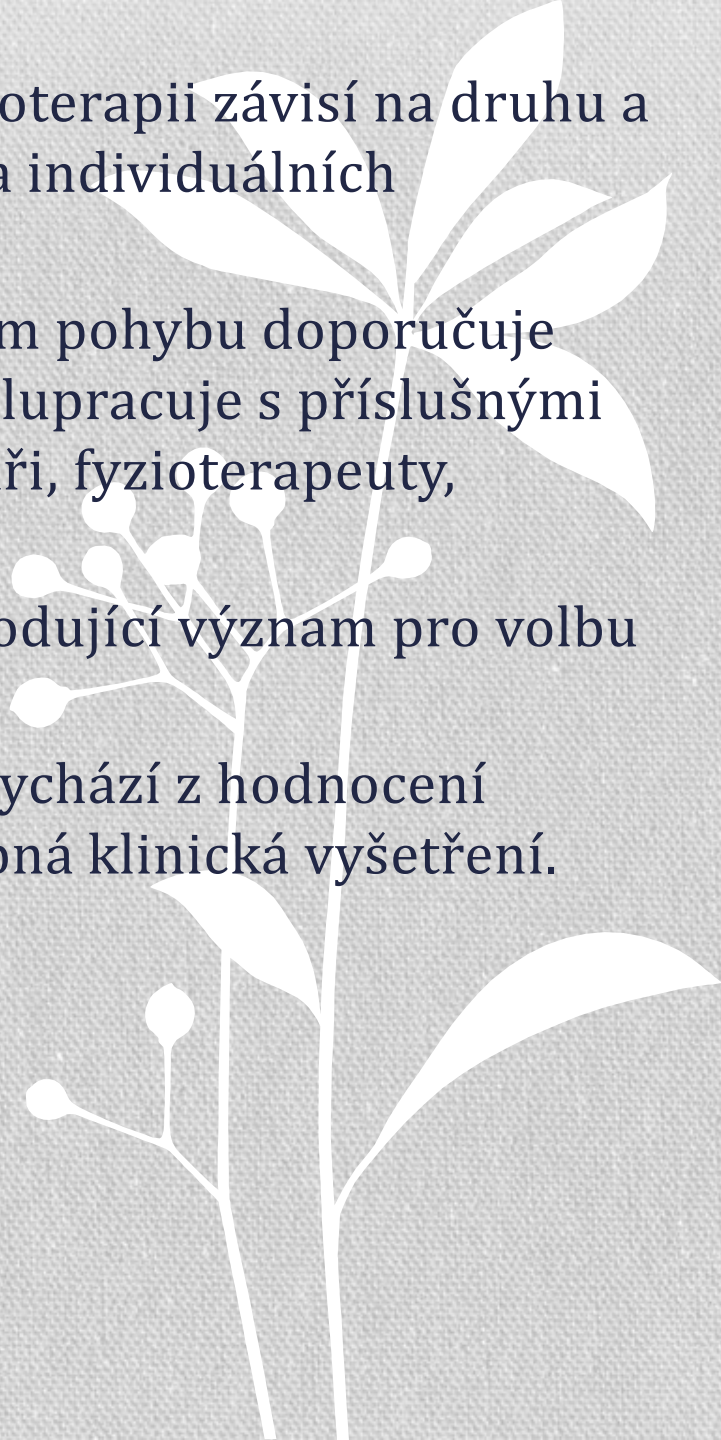 oterapii závisí na druhu a
a individuálních
m pohybu doporučuje
lupracuje s příslušnými
ři, fyzioterapeuty,
odující význam pro volbu
ychází z hodnocení
ná klinická vyšetření.